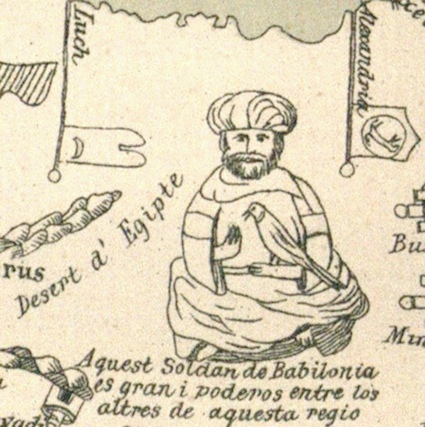 Luch
Alexandria
Desert d' Egipte
rus
Bu
Min
Aquest Soldan de Babilonia
es gran i poderos entre los
altres de aquesta regio